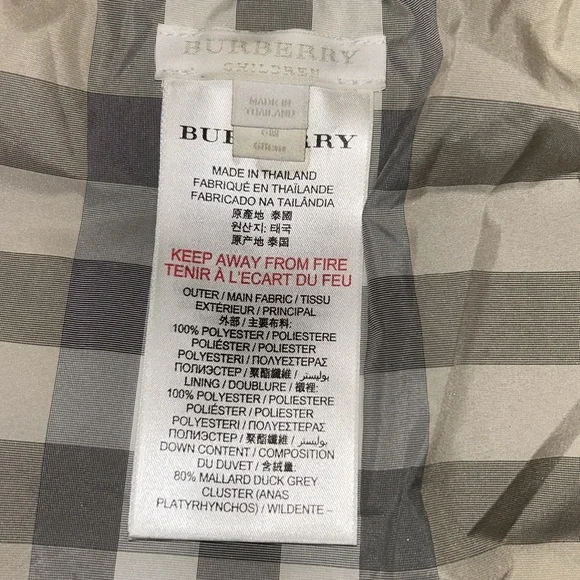 BURBERRY
CHILDREN
MADE IN
THAILAND
BURBERRY
MADE IN THAILAND
FABRIQUÉ EN THAÏLANDE
FABRICADO NA TAILÂNDIA
原產地 泰國
원산지: 태국
原产地 泰国
KEEP AWAY FROM FIRE
TENIR À L'ECART DU FEU
OUTER / MAIN FABRIC / TISSU
EXTÉRIEUR / PRINCIPAL
外部 / 主要布料:
100% POLYESTER / POLIESTERE
POLIÉSTER / POLIESTER
POLYESTERI / ΠΟΛΥΕΣΤΕΡΑΣ
ПОЛИЭСТЕР / 聚酯纖維 / بوليستر
LINING / DOUBLURE / 襯裡:
100% POLYESTER / POLIESTERE
POLIÉSTER / POLIESTER
POLYESTERI / ΠΟΛΥΕΣΤΕΡΑΣ
ПОЛИЭСТЕР / 聚酯纖維 / بوليستر
DOWN CONTENT / COMPOSITION
DU DUVET / 含絨量:
80% MALLARD DUCK GREY
CLUSTER (ANAS
PLATYRHYNCHOS) / WILDENTE –